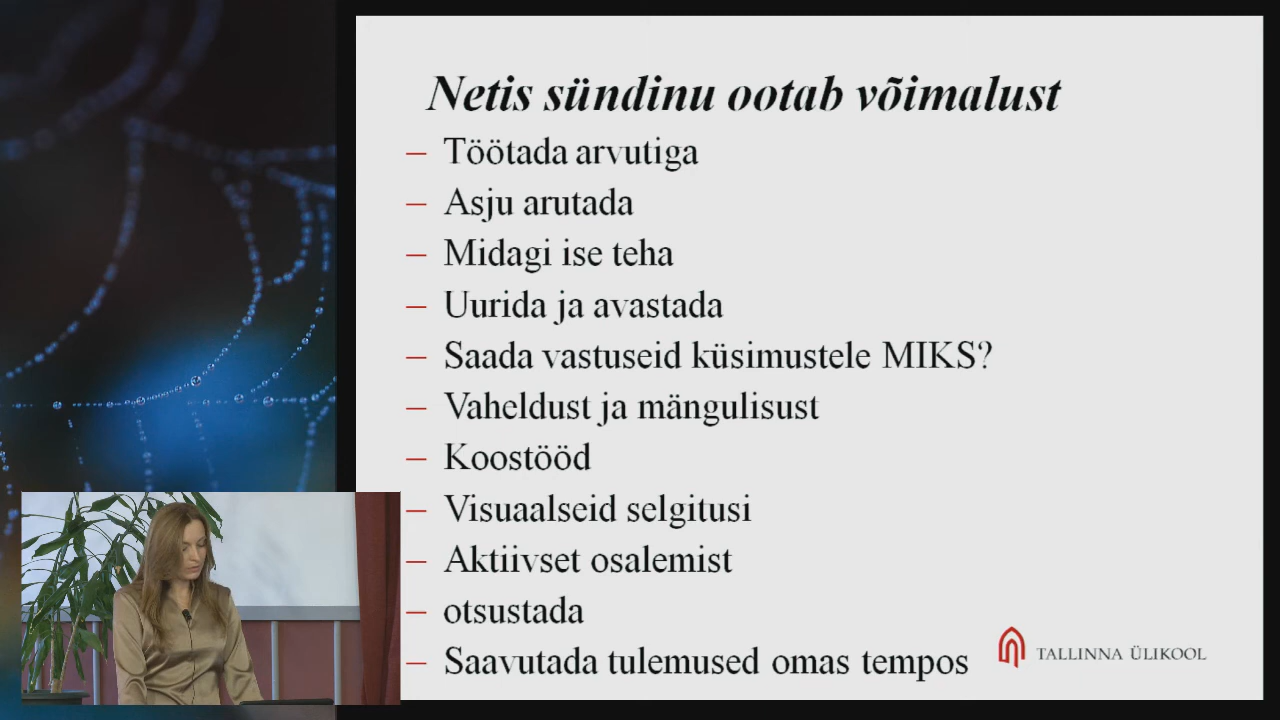 Netis sündinu ootab võimalust
– Töötada arvutiga
– Asju arutada
– Midagi ise teha
– Uurida ja avastada
– Saada vastuseid küsimustele MIKS?
– Vaheldust ja mängulisust
– Koostööd
– Visuaalseid selgitusi
– Aktiivset osalemist
– otsustada
– Saavutada tulemused omas tempos
TALLINNA ÜLIKOOL